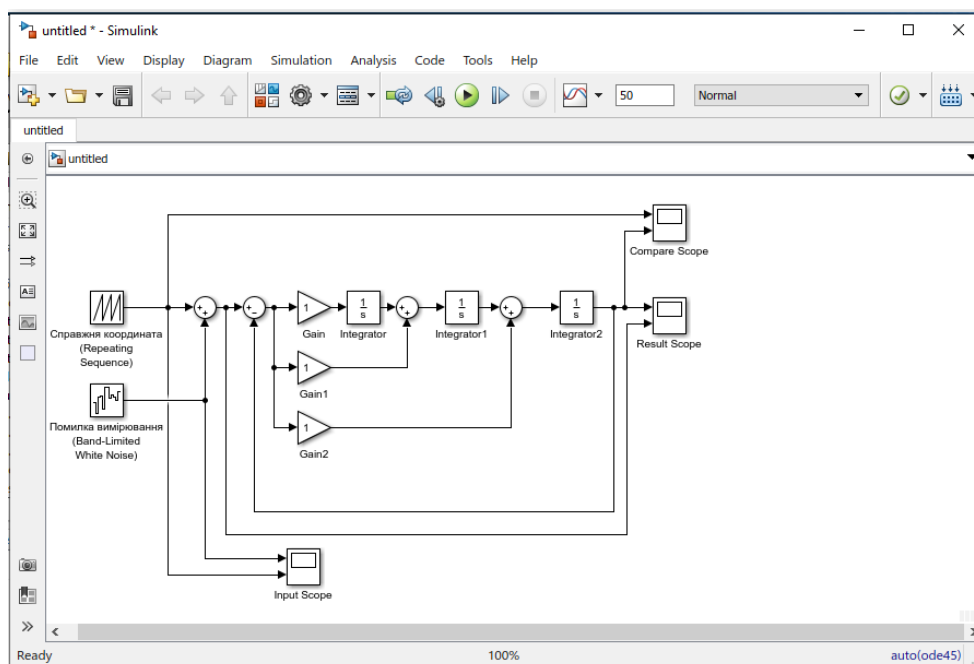 untitled * - Simulink
File Edit View Display Diagram Simulation Analysis Code Tools Help
50 Normal
untitled
untitled
Compare Scope
1 1/s 1/s 1/s
Gain Integrator Integrator1 Integrator2 Result Scope
Справжня координата
(Repeating
Sequence)
1
Gain1
1
Gain2
Помилка вимірювання
(Band-Limited
White Noise)
Input Scope
Ready 100% auto(ode45)